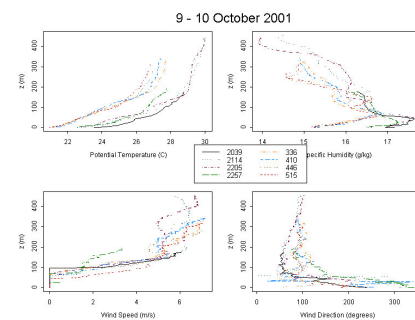 9 - 10 October 2001
z (m)
0 100 200 300 400
22 24 26 28 30
Potential Temperature (C)
z (m)
0 100 200 300 400
14 15 16 17
pecific Humidity (g/kg)
2039 336
2114 410
2205 446
2257 515
z (m)
0 100 200 300 400
0 2 4 6
Wind Speed (m/s)
z (m)
0 100 200 300 400
0 100 200 300
Wind Direction (degrees)